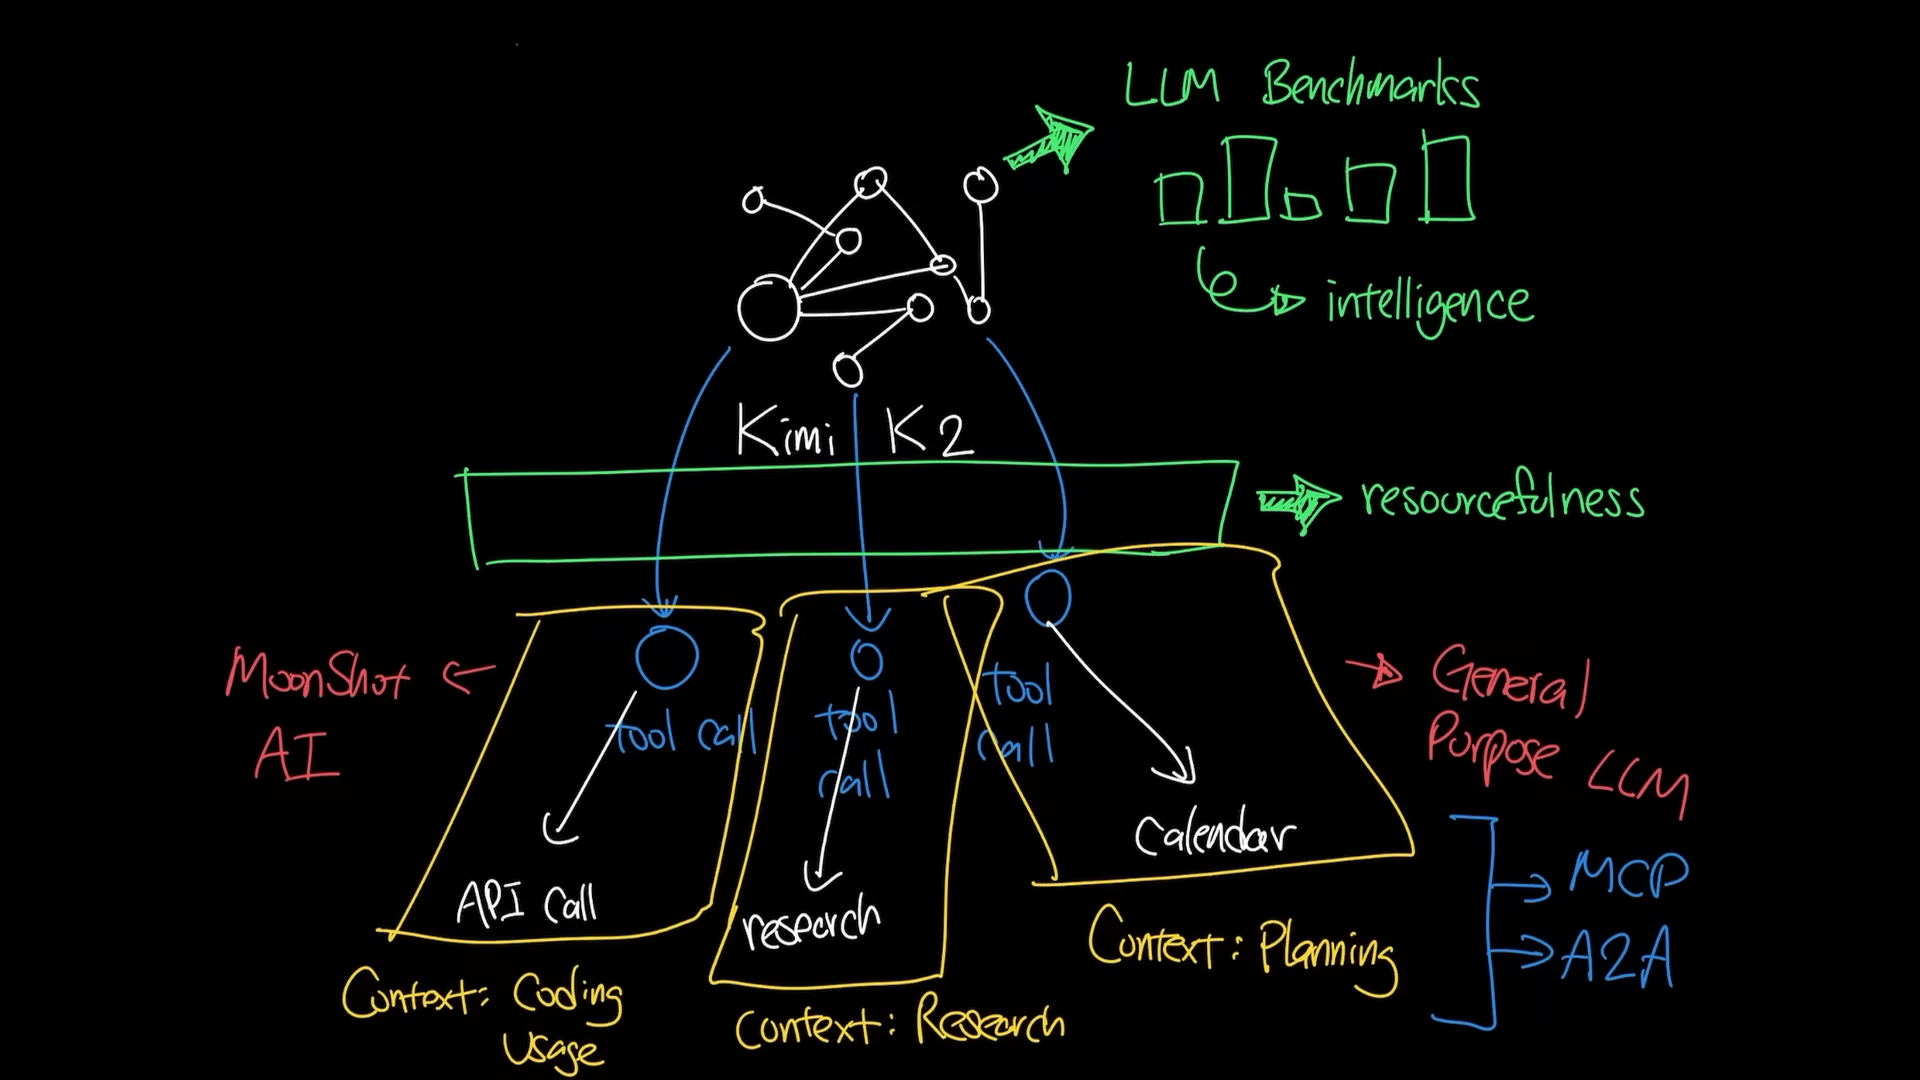 LLM Benchmarks
intelligence
Kimi K2
resourcefulness
MoonShot
AI
tool call
tool
call
tool
call
General
Purpose LLM
API Call
research
Calendar
MCP
A2A
Context: Coding
Usage
Context: Research
Context: Planning